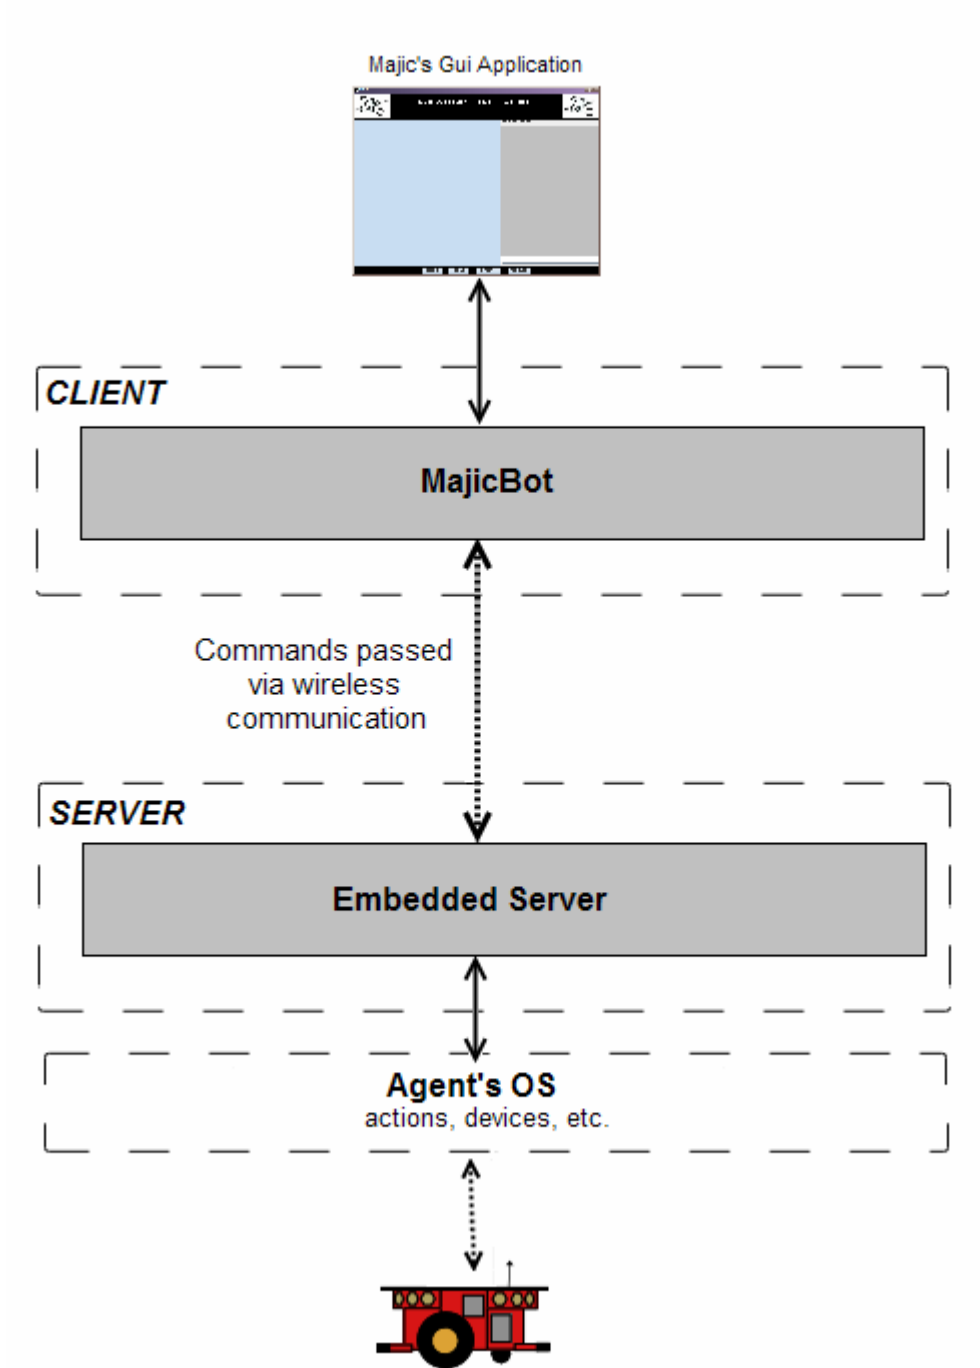 Majic's Gui Application
CLIENT
MajicBot
Commands passed
via wireless
communication
SERVER
Embedded Server
Agent's OS
actions, devices, etc.